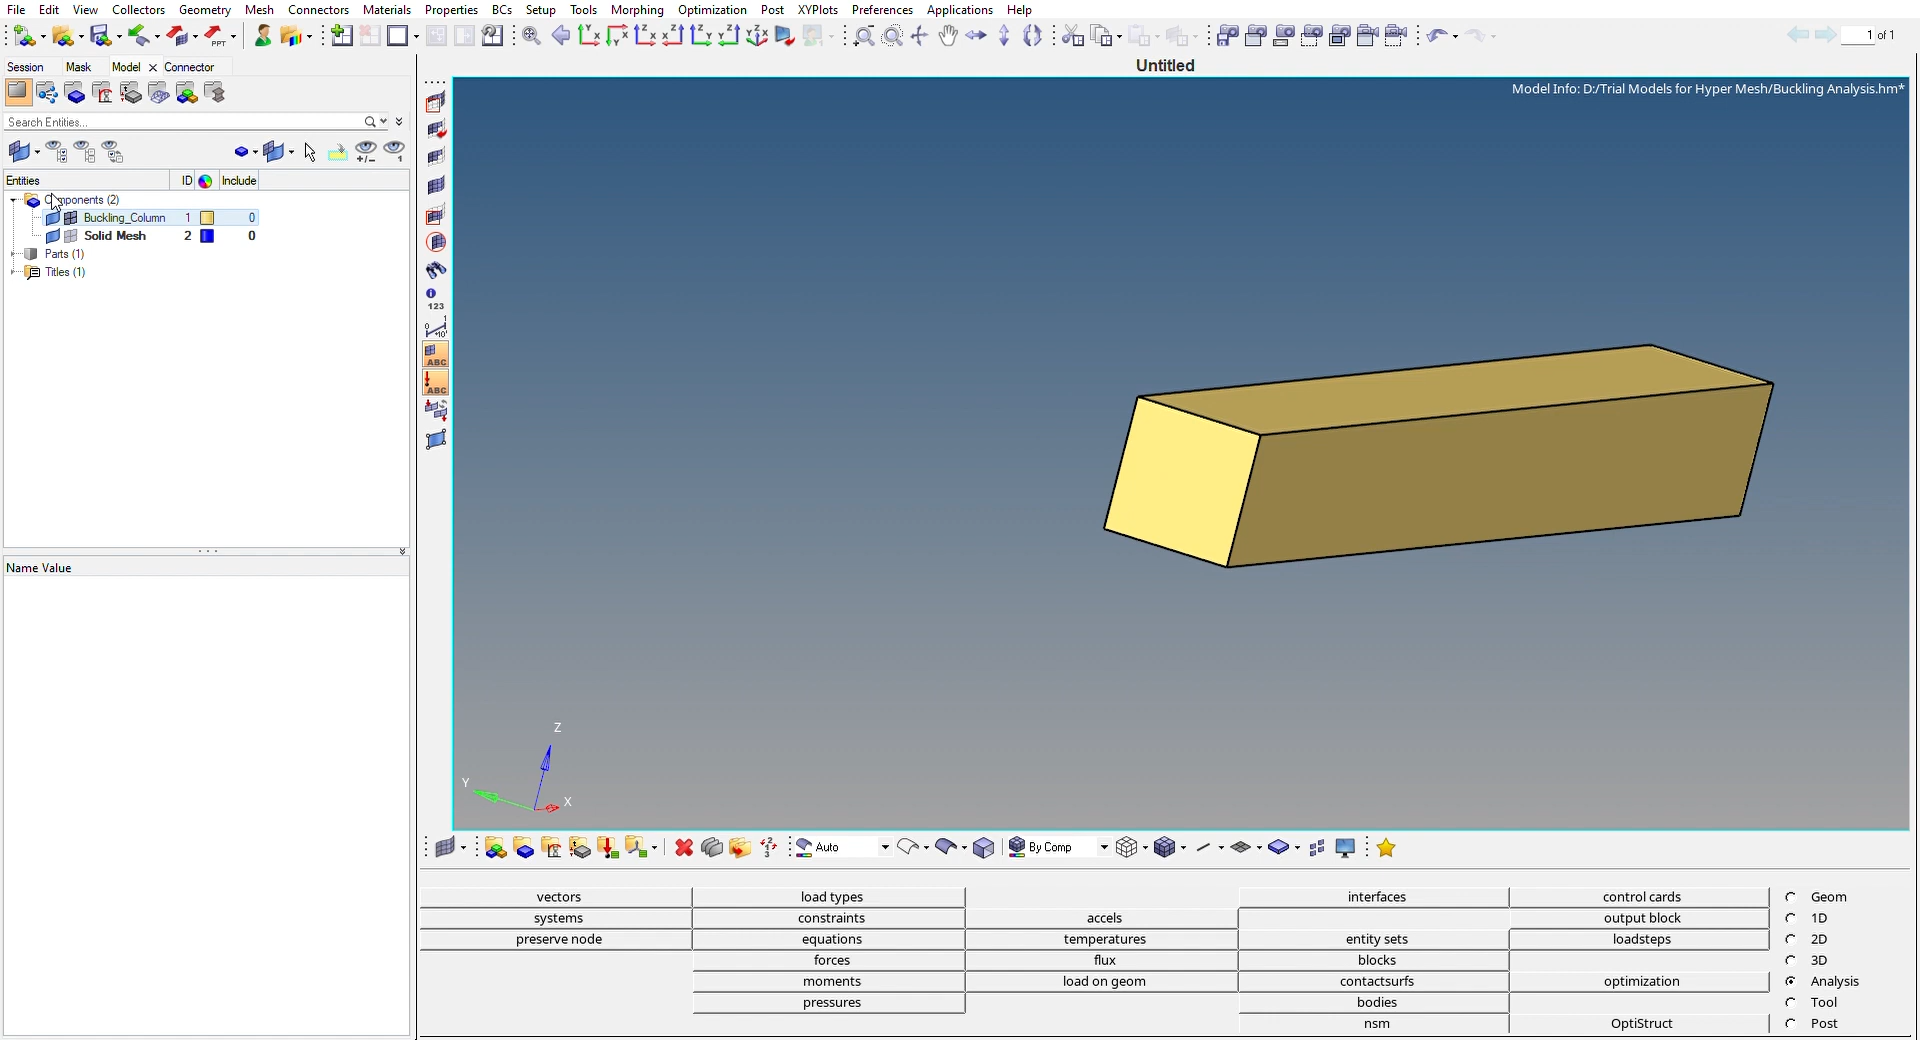 File Edit View Collectors Geometry Mesh Connectors Materials Properties BCs Setup Tools Morphing Optimization Post XYPlots Preferences Applications Help
1 of 1
Session Mask Model Connector
Untitled
Model Info: D:/Trial Models for Hyper Mesh/Buckling Analysis.hm*
Search Entities...
Entities ID Include
Components (2)
Buckling_Column 1 0
Solid Mesh 2 0
Parts (1)
Titles (1)
123
ABC
ABC
Name Value
Z
Y
X
Auto By Comp
vectors load types interfaces control cards Geom
systems constraints accels output block 1D
preserve node equations temperatures entity sets loadsteps 2D
forces flux blocks 3D
moments load on geom contactsurfs optimization Analysis
pressures bodies Tool
nsm OptiStruct Post